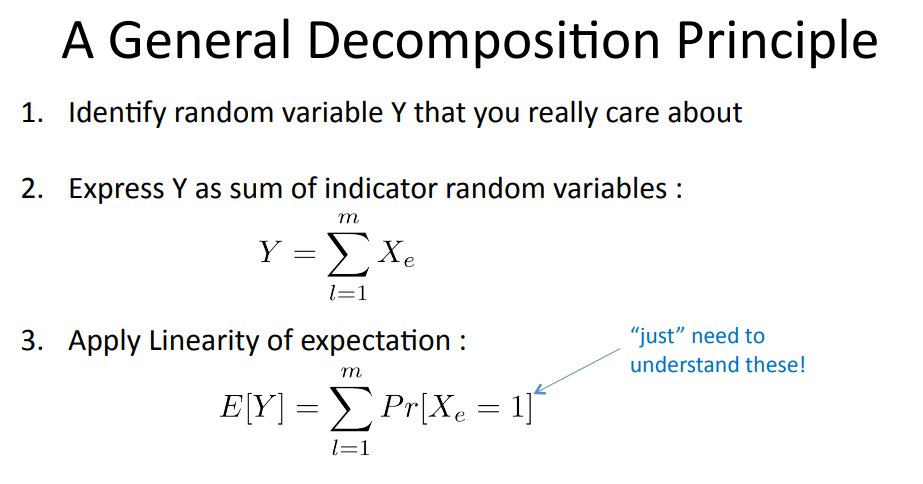 A General Decomposition Principle
1. Identify random variable Y that you really care about
2. Express Y as sum of indicator random variables :
Y = \sum_{l=1}^{m} X_e
3. Apply Linearity of expectation :
"just" need to
understand these!
E[Y] = \sum_{l=1}^{m} Pr[X_e = 1]